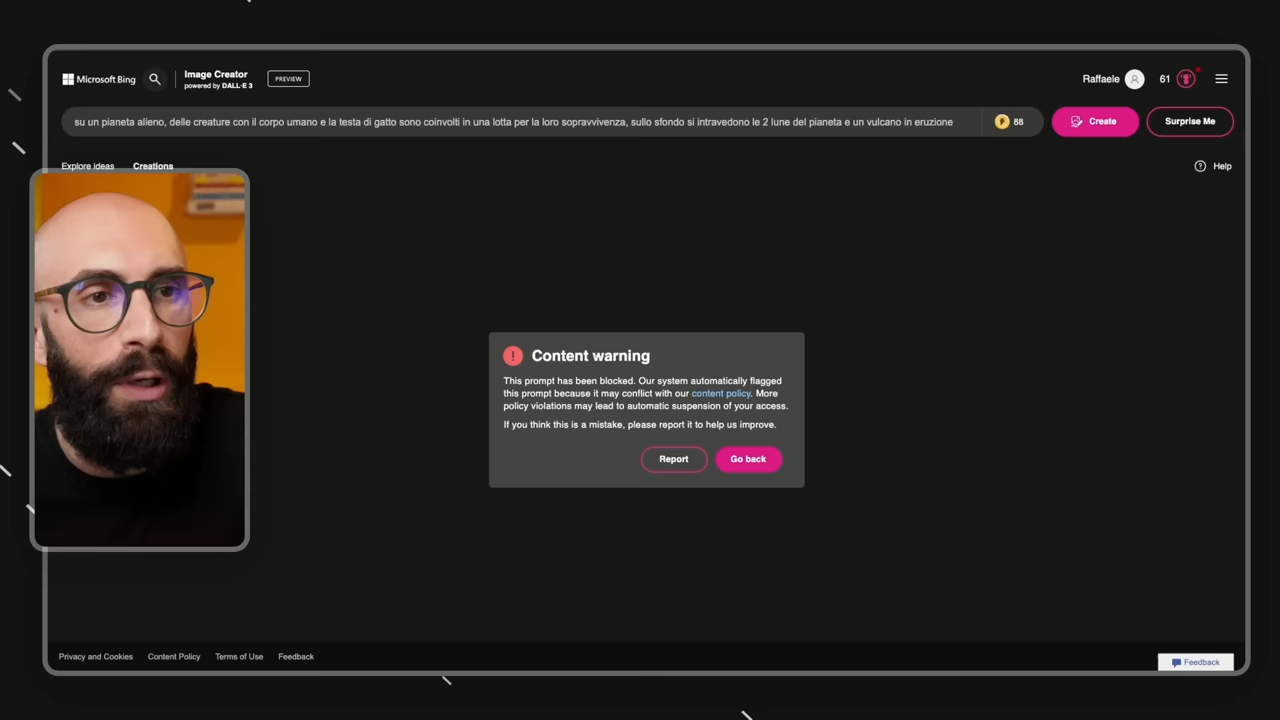 Microsoft Bing
Image Creator
powered by DALL·E 3
PREVIEW
Raffaele
61
su un pianeta alieno, delle creature con il corpo umano e la testa di gatto sono coinvolti in una lotta per la loro sopravvivenza, sullo sfondo si intravedono le 2 lune del pianeta e un vulcano in eruzione
88
Create
Surprise Me
Explore ideas
Creations
Help
Content warning
This prompt has been blocked. Our system automatically flagged
this prompt because it may conflict with our content policy. More
policy violations may lead to automatic suspension of your access.
If you think this is a mistake, please report it to help us improve.
Report
Go back
Privacy and Cookies
Content Policy
Terms of Use
Feedback
Feedback